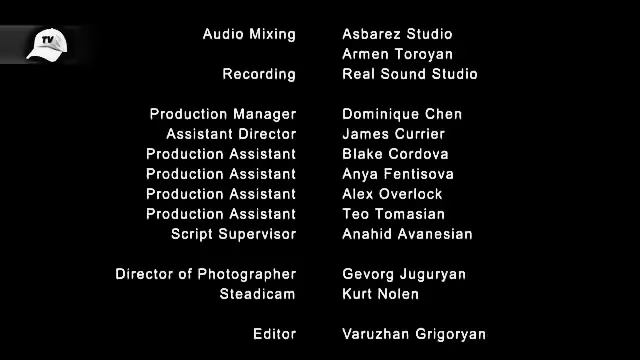 TV
Audio Mixing Asbarez Studio
Armen Toroyan
Recording Real Sound Studio
Production Manager Dominique Chen
Assistant Director James Currier
Production Assistant Blake Cordova
Production Assistant Anya Fentisova
Production Assistant Alex Overlock
Production Assistant Teo Tomasian
Script Supervisor Anahid Avanesian
Director of Photographer Gevorg Juguryan
Steadicam Kurt Nolen
Editor Varuzhan Grigoryan